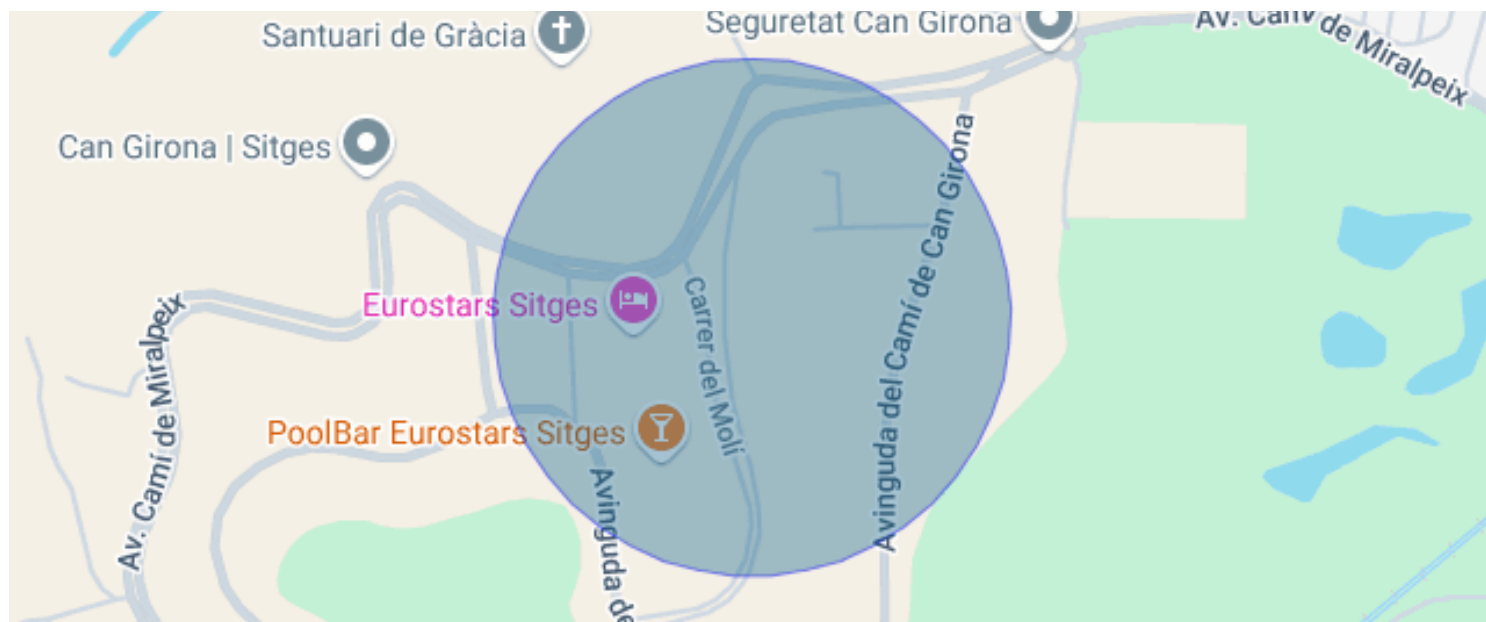 Santuari de Gràcia
Seguretat Can Girona
Av. Camí de Miralpeix
Can Girona | Sitges
Eurostars Sitges
Carrer del Molí
Avinguda del Camí de Can Girona
Av. Camí de Miralpeix
PoolBar Eurostars Sitges
Avinguda de